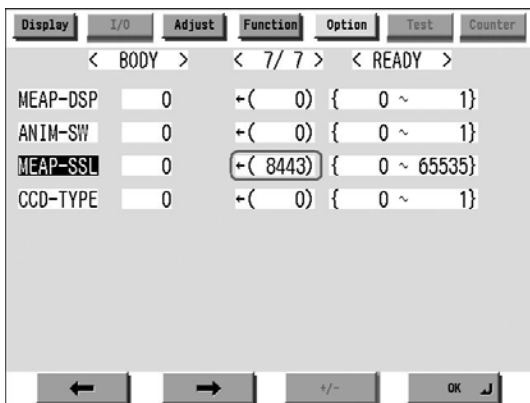 Display I/O Adjust Function Option Test Counter
< BODY > < 7/ 7 > < READY >
MEAP-DSP 0 ←( 0) { 0 ~ 1}
ANIM-SW 0 ←( 0) { 0 ~ 1}
MEAP-SSL 0 ←( 8443) { 0 ~ 65535}
CCD-TYPE 0 ←( 0) { 0 ~ 1}
← → +/- OK ↵